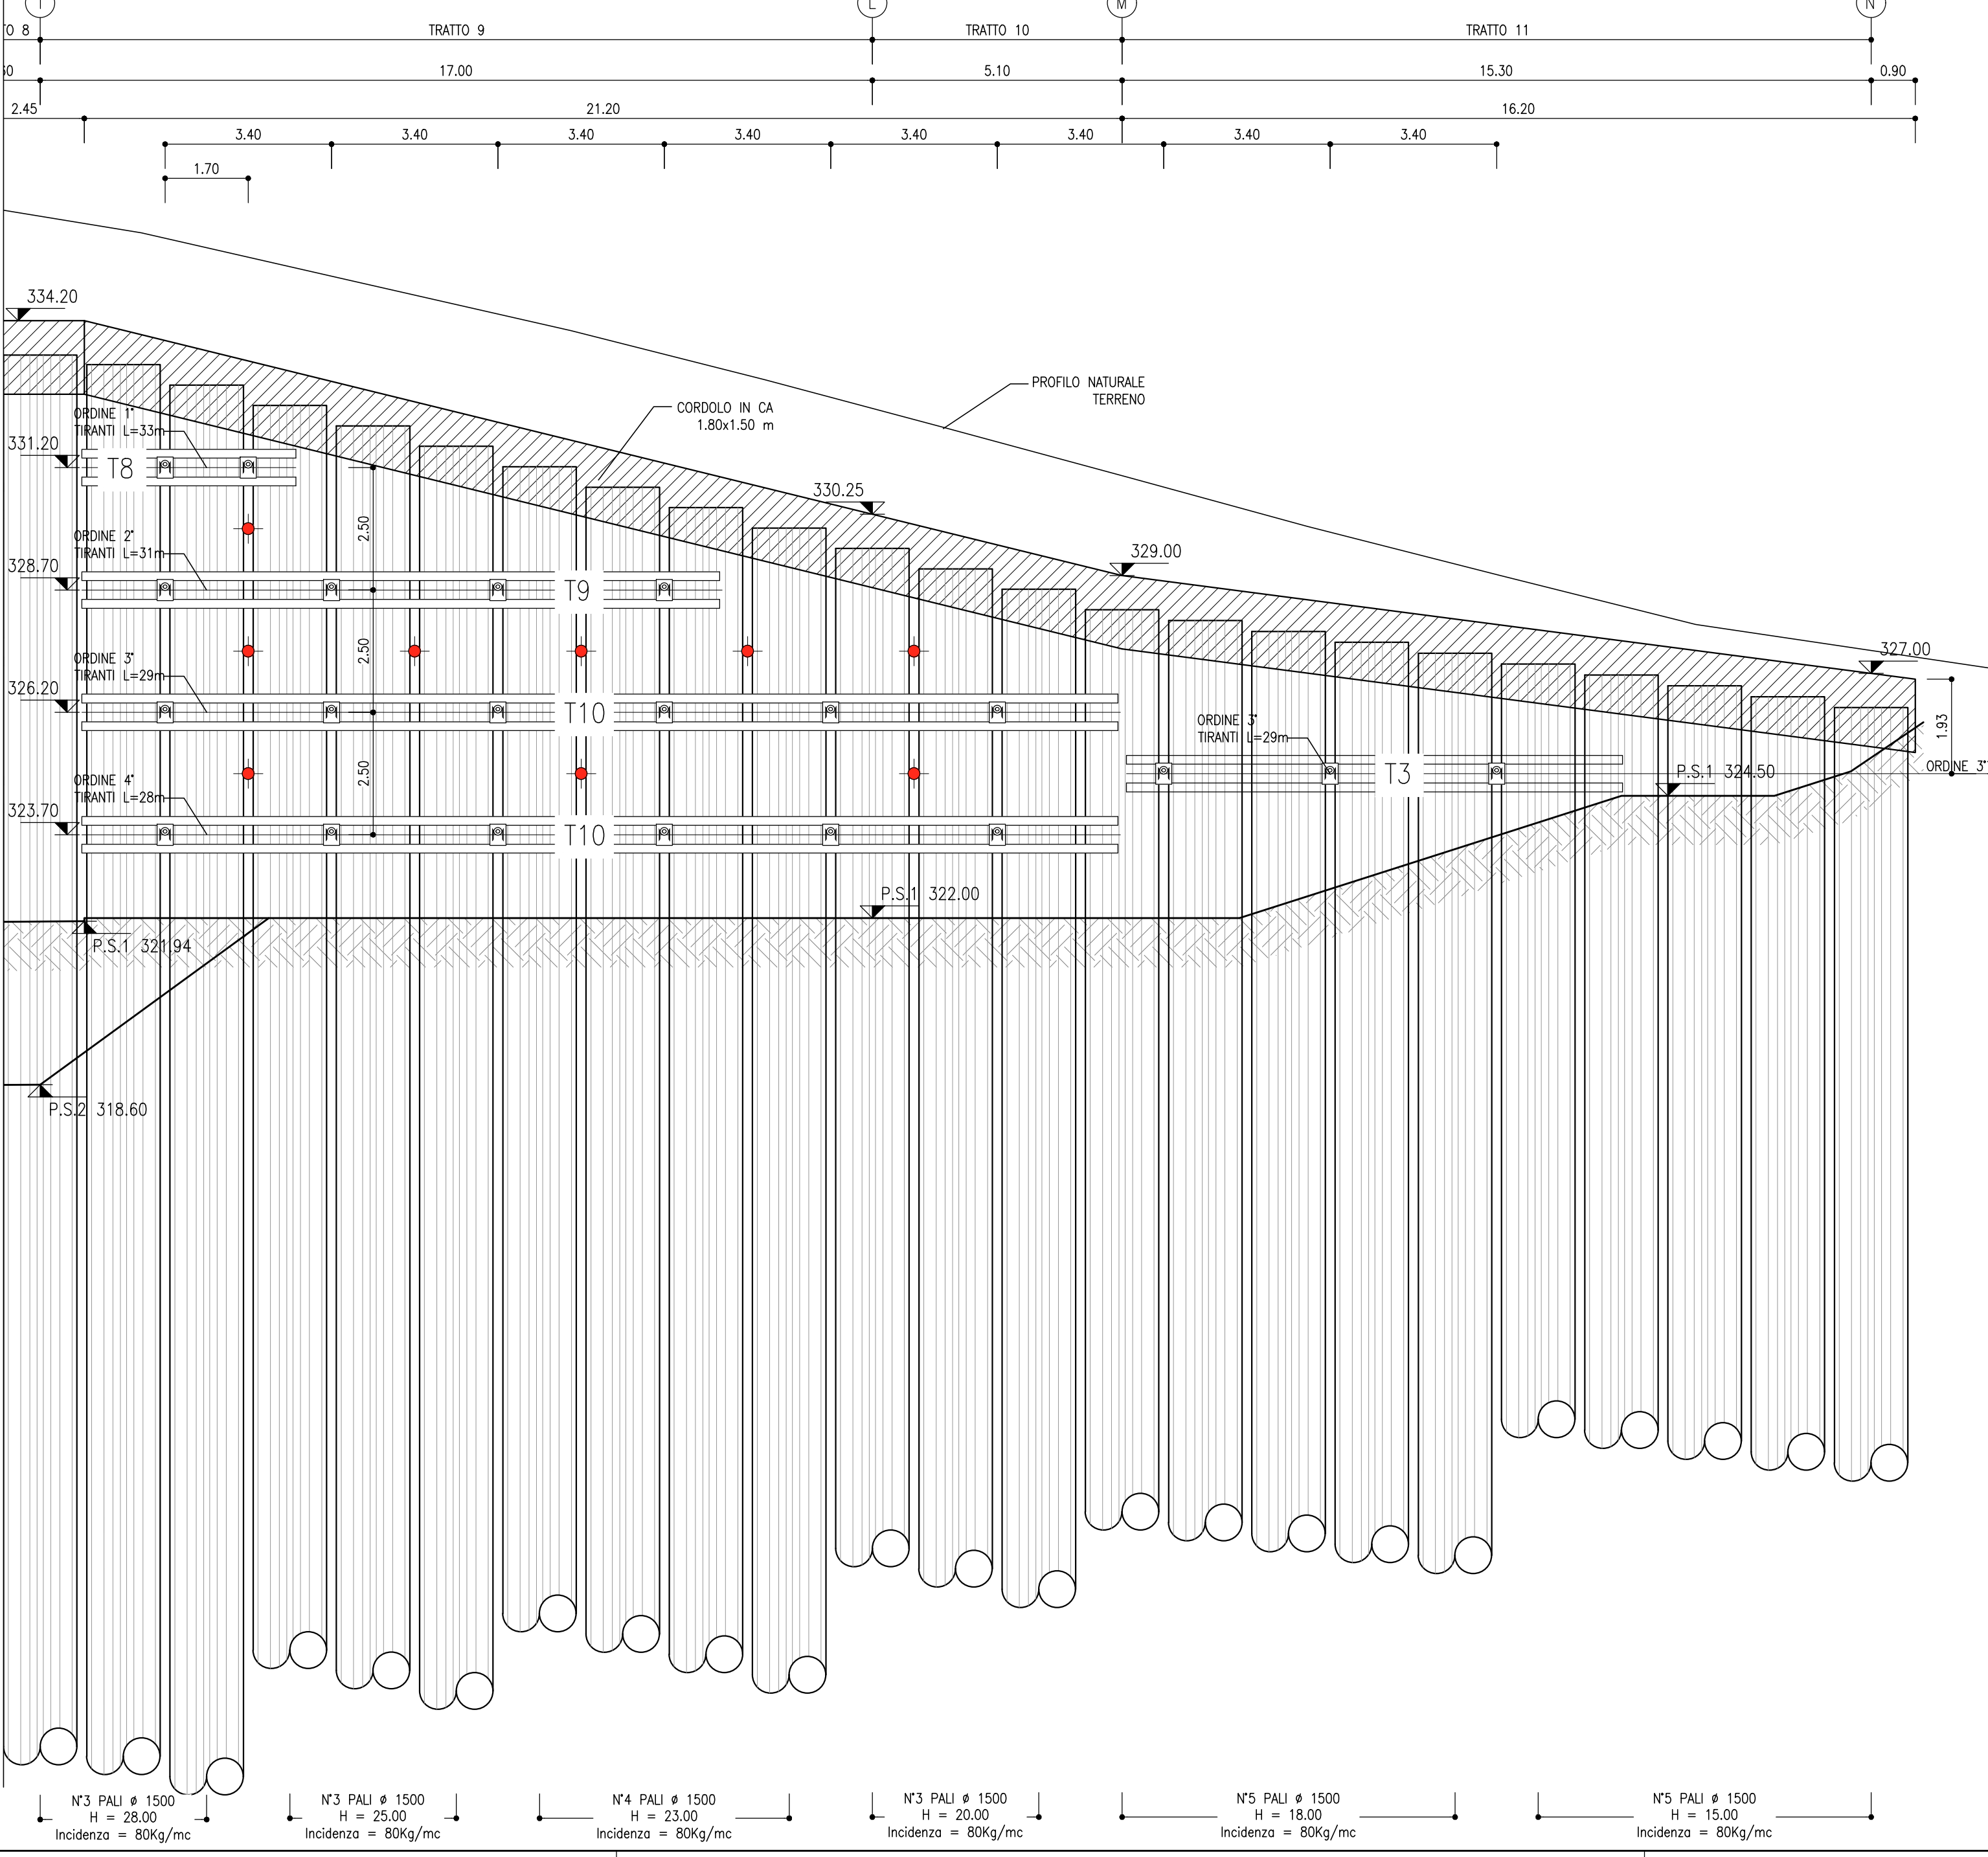 L
M
N
TO 8
TRATTO 9
TRATTO 10
TRATTO 11
17.00
5.10
15.30
0.90
2.45
21.20
16.20
3.40
3.40
3.40
3.40
3.40
3.40
3.40
3.40
1.70
334.20
PROFILO NATURALE
TERRENO
CORDOLO IN CA
1.80x1.50 m
ORDINE 1°
TIRANTI L=33m
331.20
T8
330.25
2.50
ORDINE 2°
TIRANTI L=31m
328.70
T9
329.00
2.50
ORDINE 3°
TIRANTI L=29m
326.20
T10
327.00
1.93
ORDINE 3°
TIRANTI L=29m
T3
P.S.1 324.50
ORDINE 3°
2.50
ORDINE 4°
TIRANTI L=28m
323.70
T10
P.S.1 322.00
P.S.1 321.94
P.S.2 318.60
N°3 PALI ø 1500
H = 28.00
Incidenza = 80Kg/mc
N°3 PALI ø 1500
H = 25.00
Incidenza = 80Kg/mc
N°4 PALI ø 1500
H = 23.00
Incidenza = 80Kg/mc
N°3 PALI ø 1500
H = 20.00
Incidenza = 80Kg/mc
N°5 PALI ø 1500
H = 18.00
Incidenza = 80Kg/mc
N°5 PALI ø 1500
H = 15.00
Incidenza = 80Kg/mc